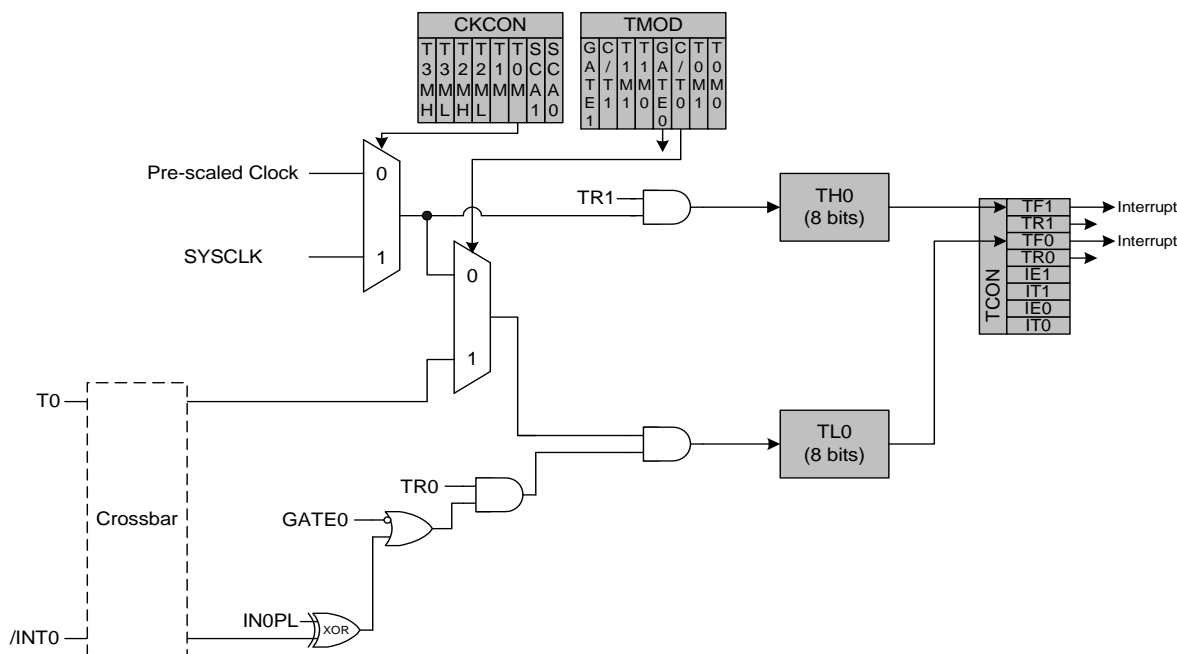 CKCON
T3MH
T3ML
T2MH
T2ML
T1M
T0M
SCA1
SCA0
TMOD
GATE1
C/T1
T1M1
T1M0
GATE0
C/T0
T0M1
T0M0
Pre-scaled Clock
0
SYSCLK
1
TR1
TH0
(8 bits)
TCON
TF1
TR1
TF0
TR0
IE1
IT1
IE0
IT0
Interrupt
Interrupt
0
1
T0
Crossbar
/INT0
TL0
(8 bits)
TR0
GATE0
IN0PL
XOR